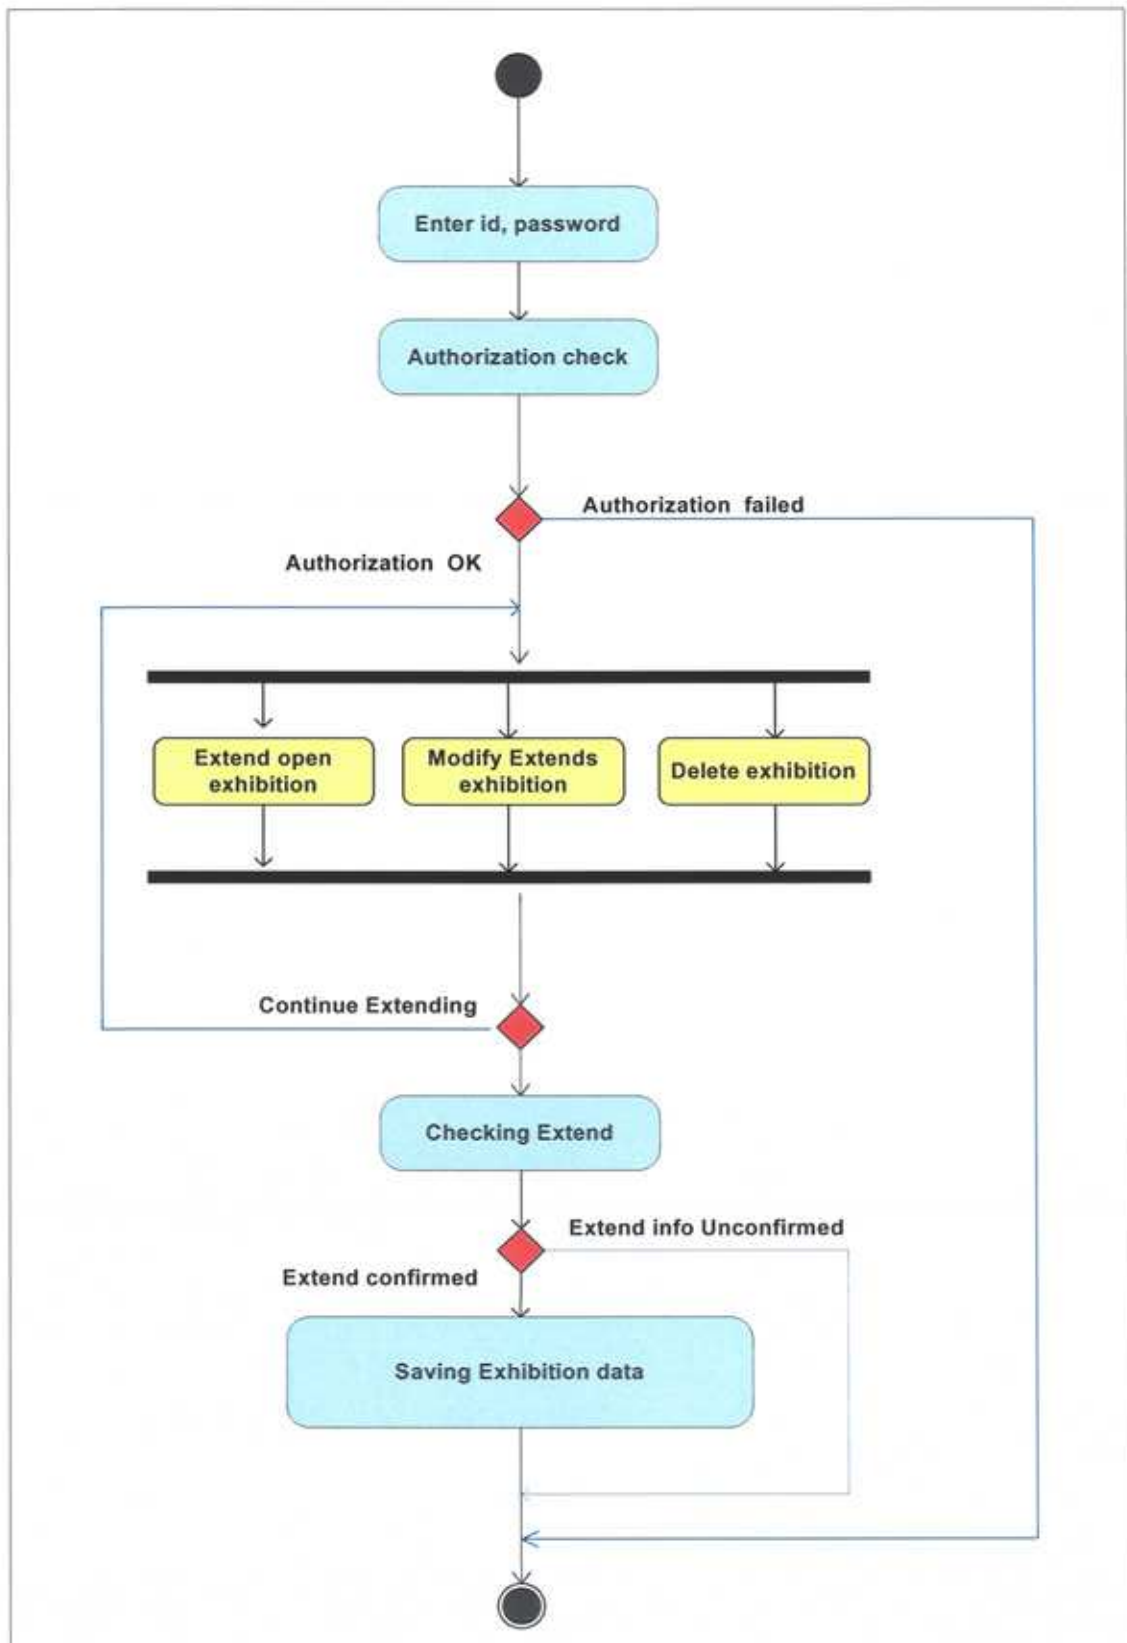 Enter id, password
Authorization check
Authorization failed
Authorization OK
Extend open
exhibition
Modify Extends
exhibition
Delete exhibition
Continue Extending
Checking Extend
Extend info Unconfirmed
Extend confirmed
Saving Exhibition data